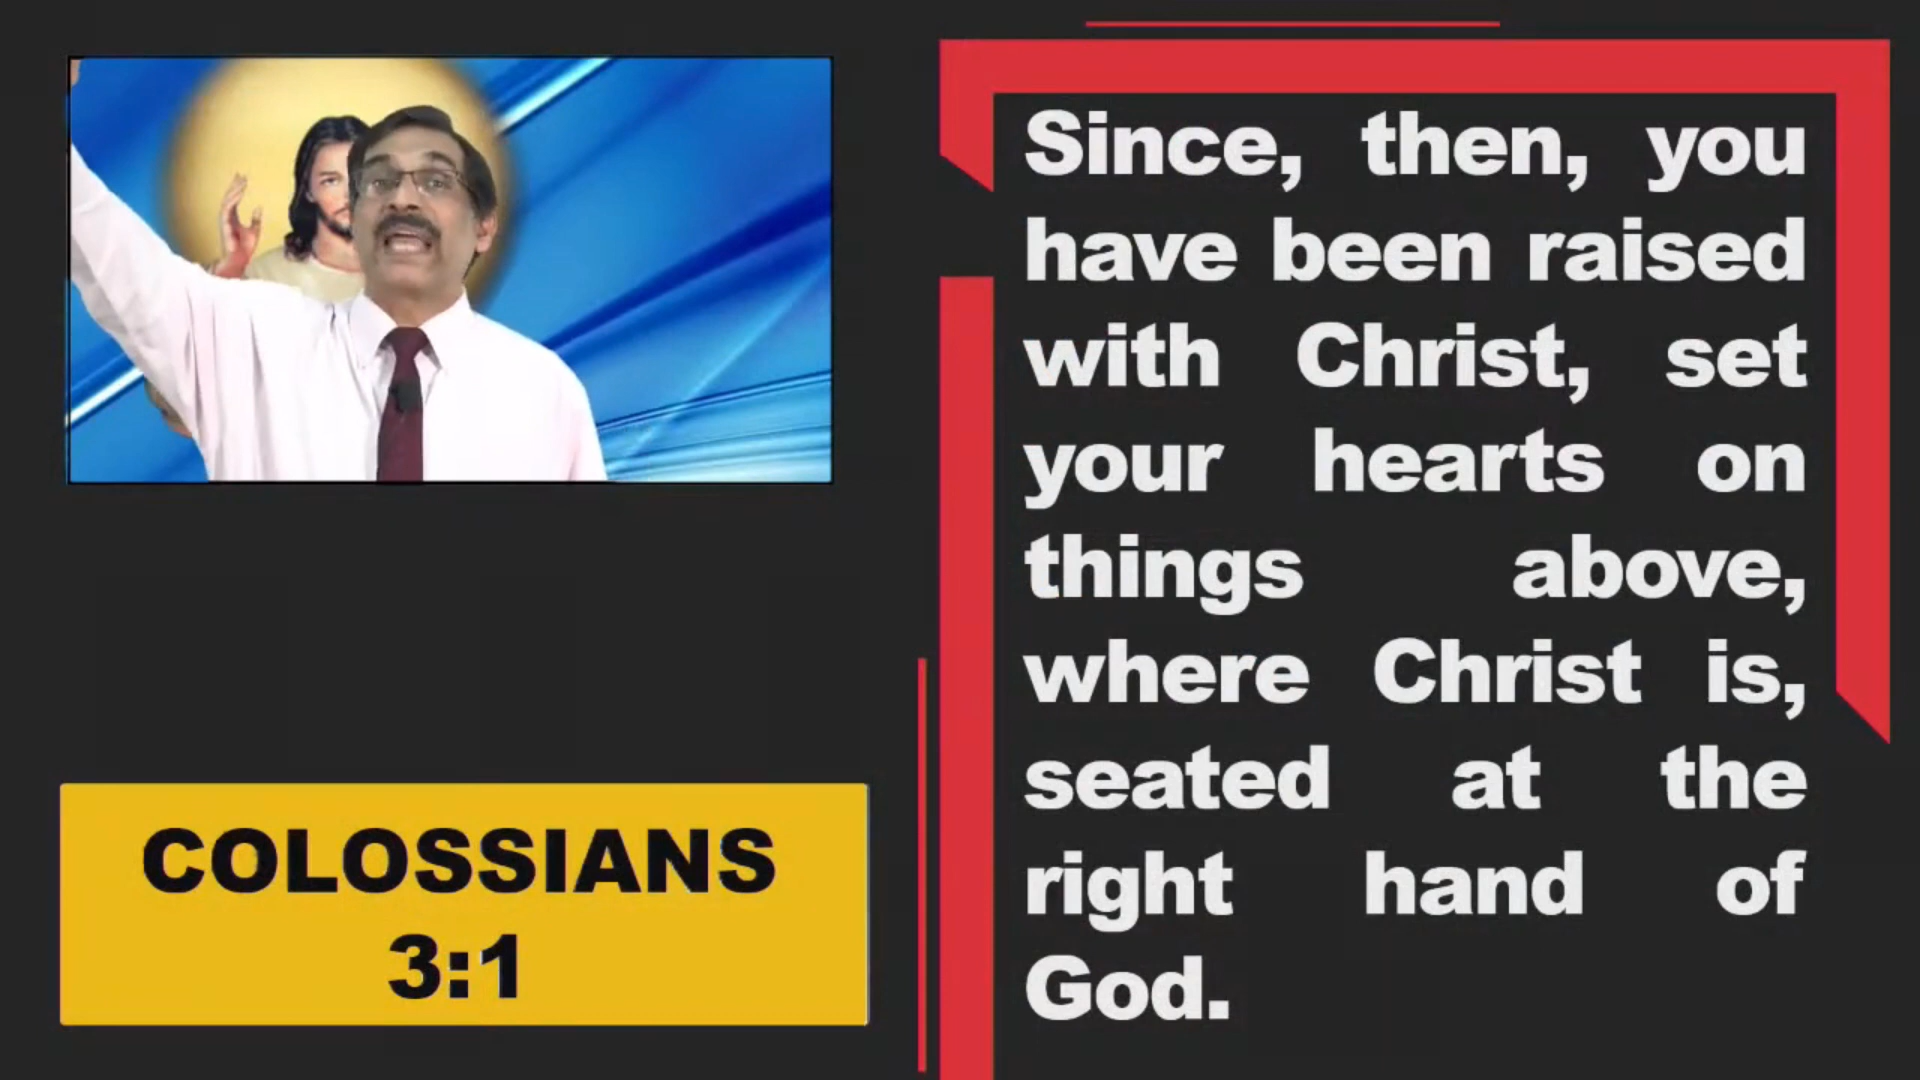 COLOSSIANS
3:1
Since, then, you
have been raised
with Christ, set
your hearts on
things above,
where Christ is,
seated at the
right hand of
God.